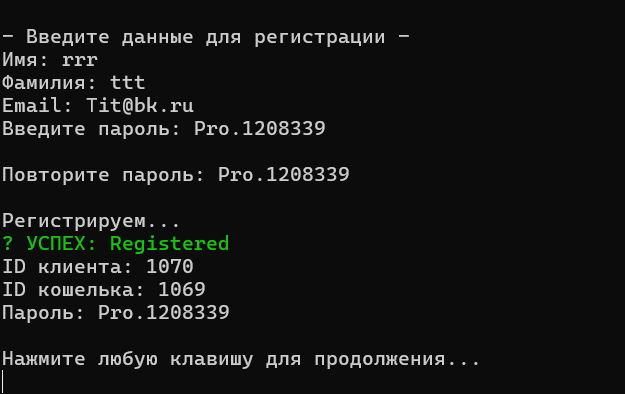 – Введите данные для регистрации –
Имя: rrr
Фамилия: ttt
Email: Tit@bk.ru
Введите пароль: Pro.1208339
Повторите пароль: Pro.1208339
Регистрируем...
? УСПЕХ: Registered
ID клиента: 1070
ID кошелька: 1069
Пароль: Pro.1208339
Нажмите любую клавишу для продолжения...